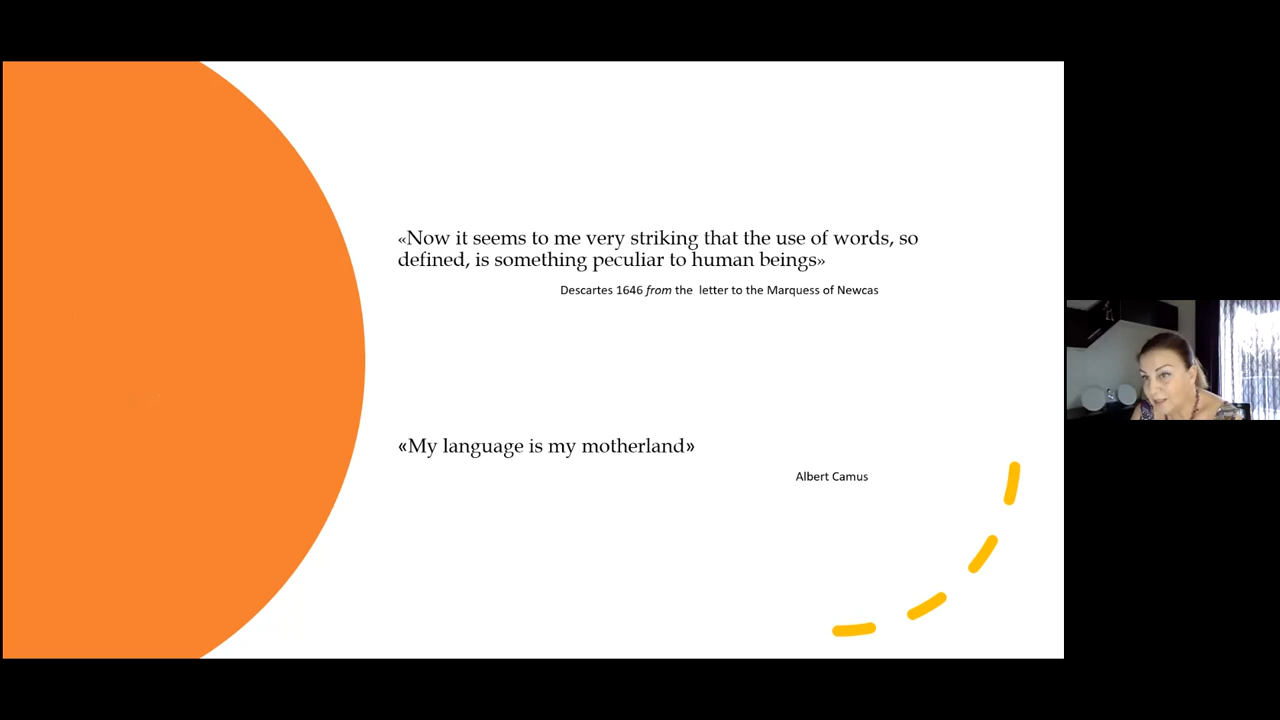 «Now it seems to me very striking that the use of words, so
defined, is something peculiar to human beings»
Descartes 1646 from the  letter to the Marquess of Newcas
«My language is my motherland»
Albert Camus